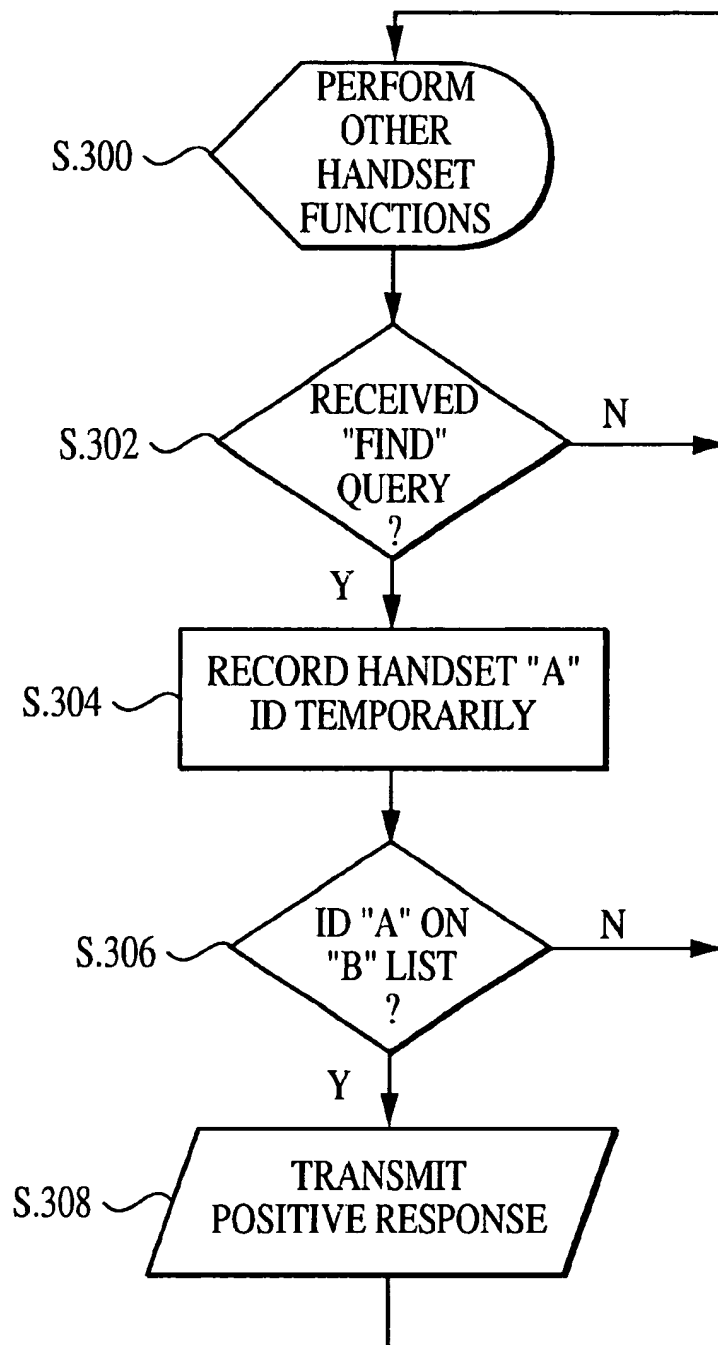 PERFORM
OTHER
HANDSET
FUNCTIONS
S.300
RECEIVED
"FIND"
QUERY
?
S.302
N
Y
RECORD HANDSET "A"
ID TEMPORARILY
S.304
ID "A" ON
"B" LIST
?
S.306
N
Y
TRANSMIT
POSITIVE RESPONSE
S.308